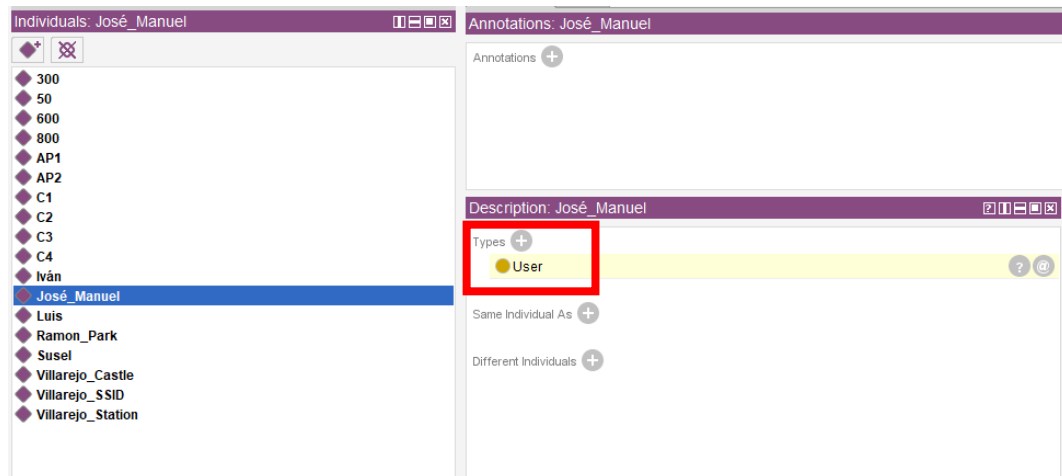 Individuals: José_Manuel
300
50
600
800
AP1
AP2
C1
C2
C3
C4
Iván
José_Manuel
Luis
Ramon_Park
Susel
Villarejo_Castle
Villarejo_SSID
Villarejo_Station
Annotations: José_Manuel
Annotations
Description: José_Manuel
Types
User
Same Individual As
Different Individuals